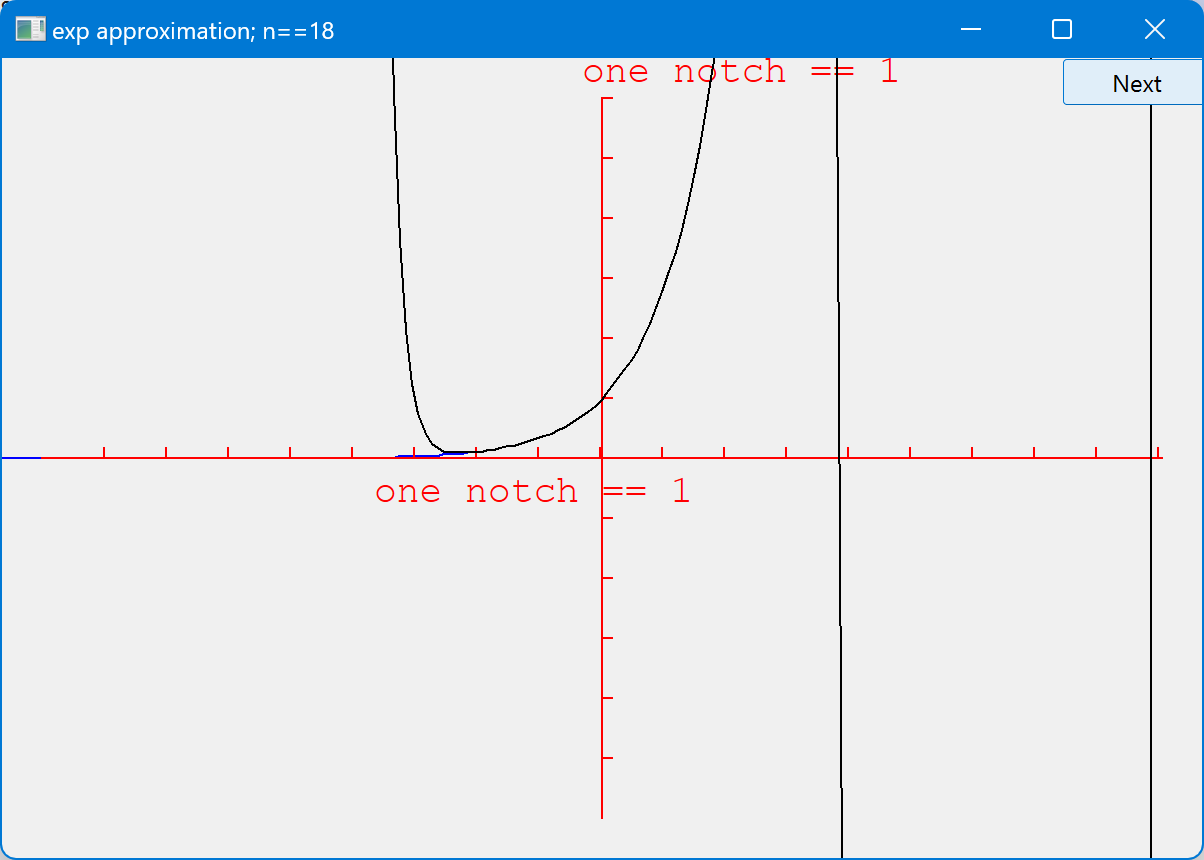 exp approximation; n==18
one notch == 1
Next
one notch == 1